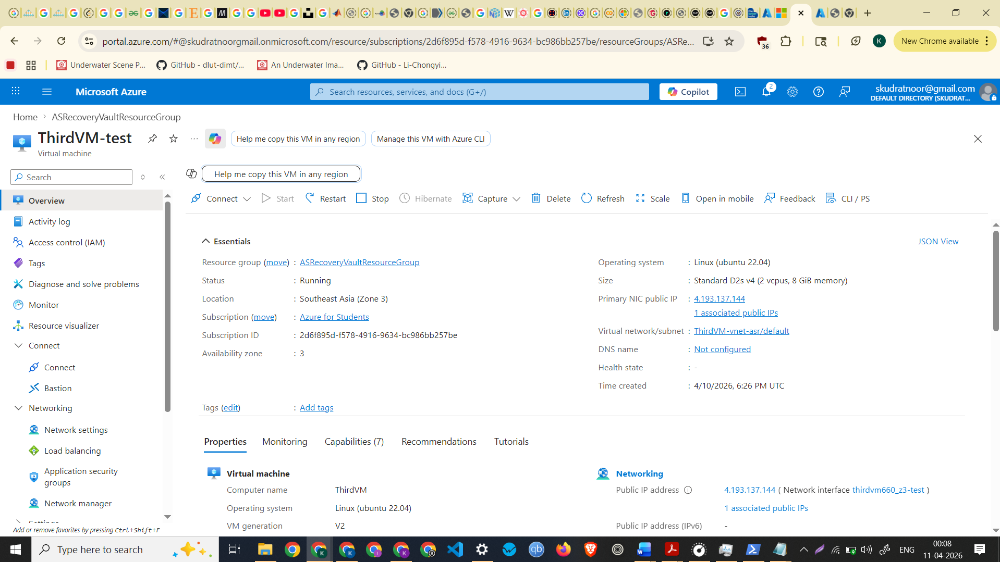 portal.azure.com/#@skudratnoorgmail.onmicrosoft.com/resource/subscriptions/2d6f895d-f578-4916-9634-bc986bb257be/resourceGroups/ASRe...
36
K
New Chrome available
Underwater Scene P...
GitHub - dlut-dimt/...
An Underwater Ima...
GitHub - Li-Chongyi...
Microsoft Azure
Search resources, services, and docs (G+/)
Copilot
2
skudratnoor@gmail.com
DEFAULT DIRECTORY (SKUDRAT...
Home > ASRecoveryVaultResourceGroup
ThirdVM-test
Virtual machine
Help me copy this VM in any region
Manage this VM with Azure CLI
Search
Help me copy this VM in any region
Connect
Start
Restart
Stop
Hibernate
Capture
Delete
Refresh
Scale
Open in mobile
Feedback
CLI / PS
Overview
Activity log
Access control (IAM)
Tags
Diagnose and solve problems
Monitor
Resource visualizer
Connect
Connect
Bastion
Networking
Network settings
Load balancing
Application security groups
Network manager
Settings
Add or remove favorites by pressing Ctrl+Shift+F
Essentials
JSON View
Resource group (move) : ASRecoveryVaultResourceGroup
Status : Running
Location : Southeast Asia (Zone 3)
Subscription (move) : Azure for Students
Subscription ID : 2d6f895d-f578-4916-9634-bc986bb257be
Availability zone : 3
Operating system : Linux (ubuntu 22.04)
Size : Standard D2s v4 (2 vcpus, 8 GiB memory)
Primary NIC public IP : 4.193.137.144
1 associated public IPs
Virtual network/subnet : ThirdVM-vnet-asr/default
DNS name : Not configured
Health state : -
Time created : 4/10/2026, 6:26 PM UTC
Tags (edit) : Add tags
Properties
Monitoring
Capabilities (7)
Recommendations
Tutorials
Virtual machine
Computer name ThirdVM
Operating system Linux (ubuntu 22.04)
VM generation V2
Networking
Public IP address 4.193.137.144 ( Network interface thirdvm660_z3-test )
1 associated public IPs
Public IP address (IPv6) -
Type here to search
ENG
00:08
11-04-2026